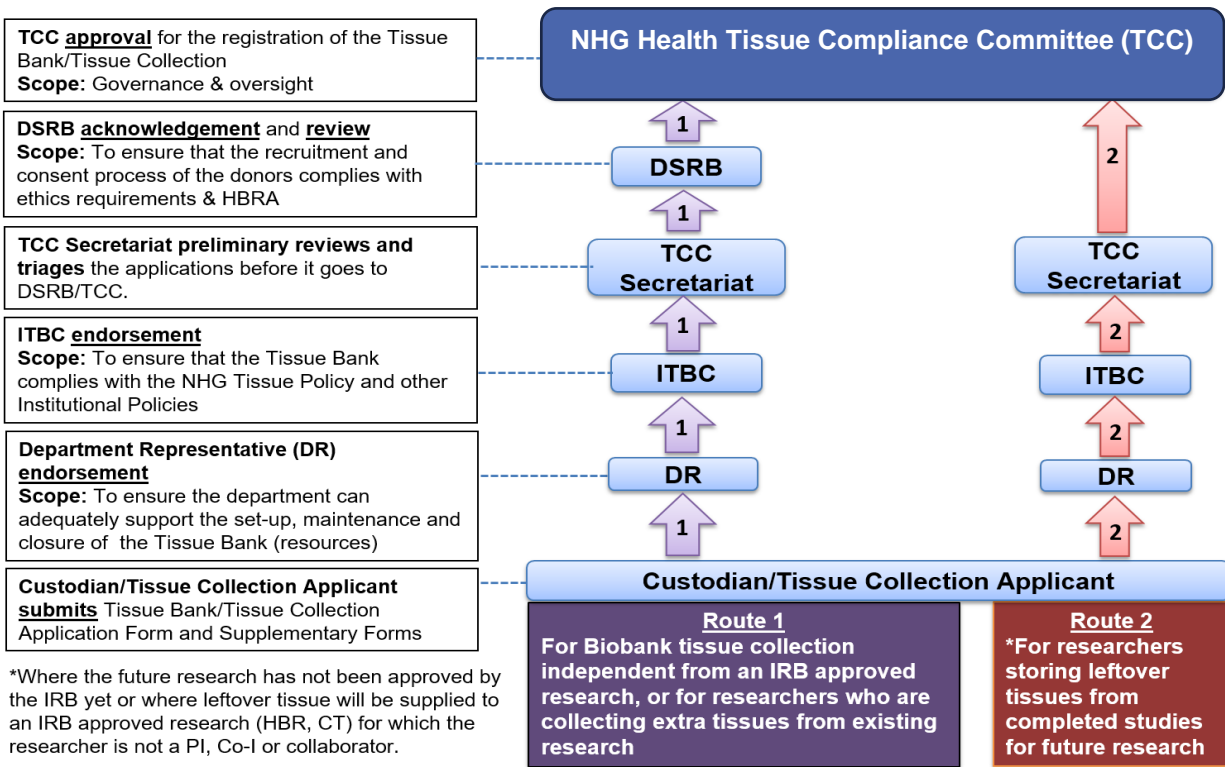 TCC approval for the registration of the Tissue
Bank/Tissue Collection
Scope: Governance & oversight
NHG Health Tissue Compliance Committee (TCC)
1
2
DSRB acknowledgement and review
Scope: To ensure that the recruitment and
consent process of the donors complies with
ethics requirements & HBRA
DSRB
1
TCC Secretariat preliminary reviews and
triages the applications before it goes to
DSRB/TCC.
TCC
Secretariat
TCC
Secretariat
1
2
ITBC endorsement
Scope: To ensure that the Tissue Bank
complies with the NHG Tissue Policy and other
Institutional Policies
ITBC
ITBC
1
2
Department Representative (DR)
endorsement
Scope: To ensure the department can
adequately support the set-up, maintenance and
closure of the Tissue Bank (resources)
DR
DR
1
2
Custodian/Tissue Collection Applicant
submits Tissue Bank/Tissue Collection
Application Form and Supplementary Forms
Custodian/Tissue Collection Applicant
Route 1
For Biobank tissue collection
independent from an IRB approved
research, or for researchers who are
collecting extra tissues from existing
research
Route 2
*For researchers
storing leftover
tissues from
completed studies
for future research
*Where the future research has not been approved by
the IRB yet or where leftover tissue will be supplied to
an IRB approved research (HBR, CT) for which the
researcher is not a PI, Co-I or collaborator.